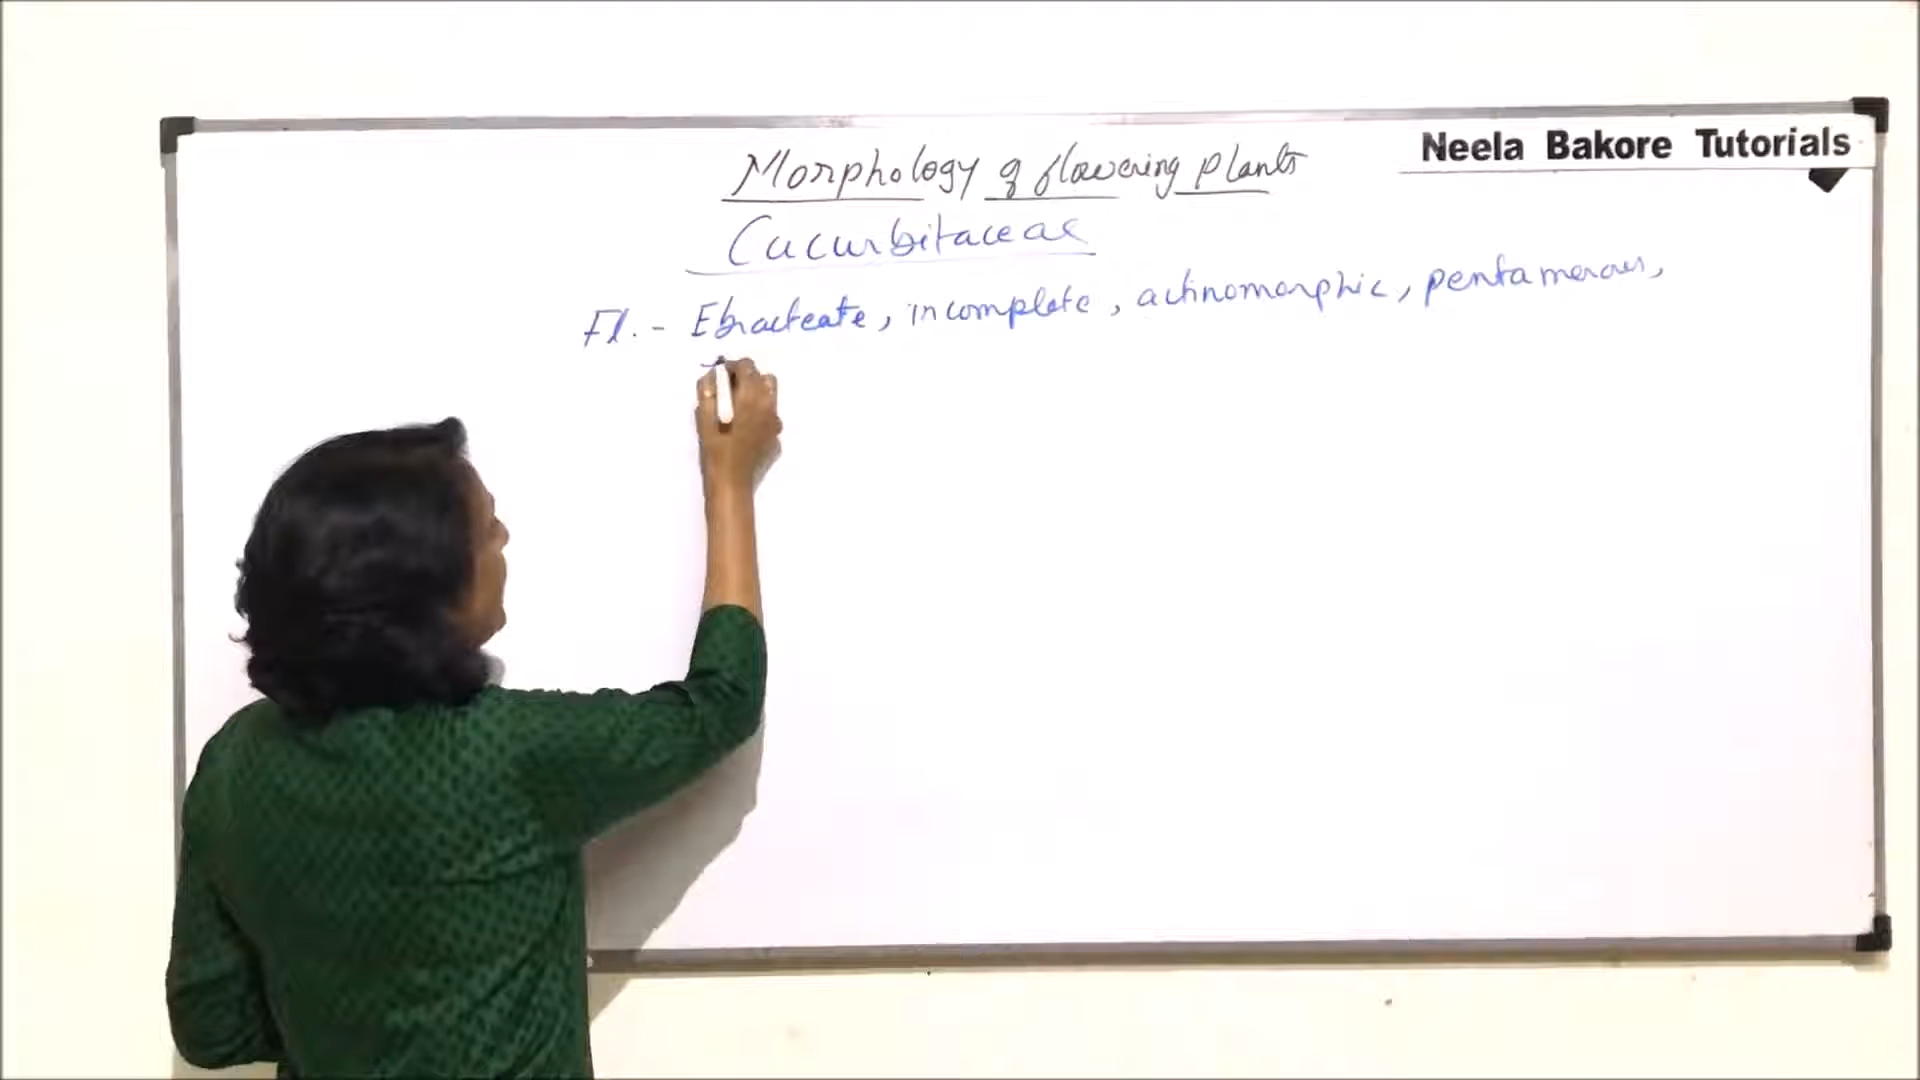 Neela Bakore Tutorials
Morphology of flowering plants
Cucurbitaceae
Fl. - Ebracteate, incomplete, actinomorphic, pentamerous,